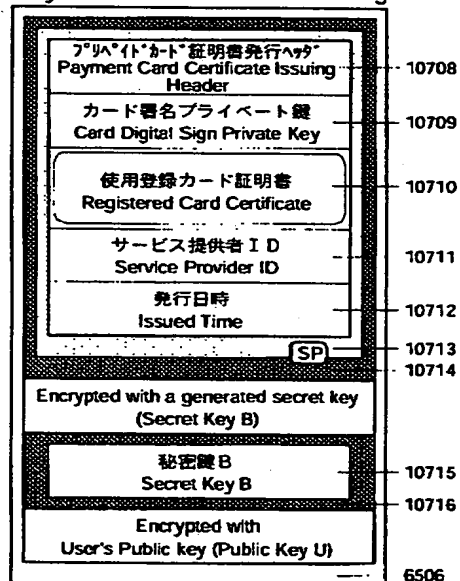 プリペイドカード証明書発行ヘッダ
Payment Card Certificate Issuing
Header
10708
カード署名プライベート鍵
Card Digital Sign Private Key
10709
使用登録カード証明書
Registered Card Certificate
10710
サービス提供者ID
Service Provider ID
10711
発行日時
Issued Time
10712
SP
10713
10714
Encrypted with a generated secret key
(Secret Key B)
秘密鍵B
Secret Key B
10715
10716
Encrypted with
User's Public key (Public Key U)
6506